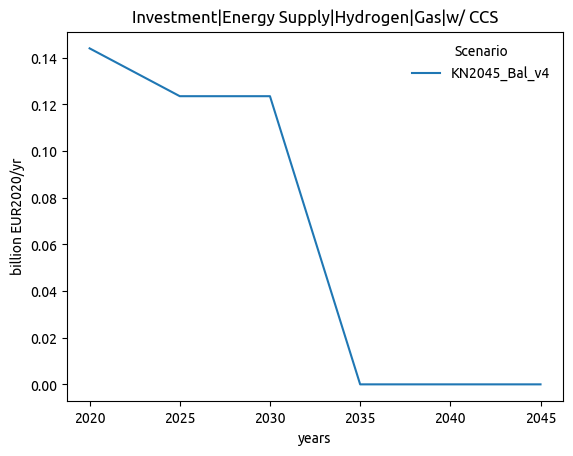 Investment|Energy Supply|Hydrogen|Gas|w/ CCS
Scenario
KN2045_Bal_v4
billion EUR2020/yr
0.14
0.12
0.10
0.08
0.06
0.04
0.02
0.00
2020 2025 2030 2035 2040 2045
years